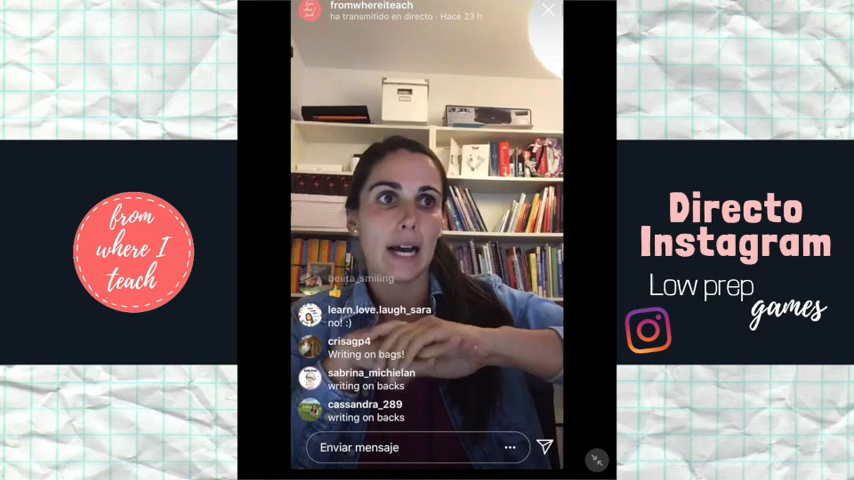 fromwhereiteach
ha transmitido en directo · Hace 23 h
from
where I
teach
beiita_smiling
learn.love.laugh_sara
no! :)
crisagp4
Writing on bags!
sabrina_michielan
writing on backs
cassandra_289
writing on backs
Enviar mensaje
Directo
Instagram
Low prep
games